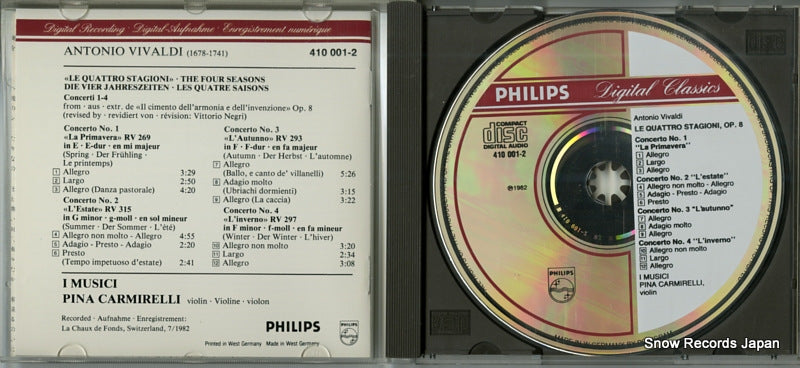 Digital Recording · Digital-Aufnahme · Enregistrement numérique
ANTONIO VIVALDI (1678-1741) 410 001-2
«LE QUATTRO STAGIONI» · THE FOUR SEASONS
DIE VIER JAHRESZEITEN · LES QUATRE SAISONS
Concerti 1-4
from · aus · extr. de «Il cimento dell'armonia e dell'invenzione» Op. 8
(revised by · revidiert von · révision: Vittorio Negri)
Concerto No. 1
«La Primavera» RV 269
in E · E-dur · en mi majeur
(Spring · Der Frühling ·
Le printemps)
1 Allegro 3:29
2 Largo 2:50
3 Allegro (Danza pastorale) 4:20
Concerto No. 2
«L'Estate» RV 315
in G minor · g-moll · en sol mineur
(Summer · Der Sommer · L'été)
4 Allegro non molto - Allegro 4:55
5 Adagio - Presto - Adagio 2:20
6 Presto
(Tempo impetuoso d'estate) 2:41
Concerto No. 3
«L'Autunno» RV 293
in F · F-dur · en fa majeur
(Autumn · Der Herbst · L'automne)
7 Allegro
(Ballo, e canto de' villanelli) 5:26
8 Adagio molto
(Ubriachi dormienti) 3:15
9 Allegro (La caccia) 3:22
Concerto No. 4
«L'inverno» RV 297
in F minor · f-moll · en fa mineur
(Winter · Der Winter · L'hiver)
10 Allegro non molto 3:20
11 Largo 2:34
12 Allegro 3:08
I MUSICI
PINA CARMIRELLI violin · Violine · violon
Recorded · Aufnahme · Enregistrement:
La Chaux de Fonds, Switzerland, 7/1982
PHILIPS
PHILIPS
Printed in West Germany Made in West Germany
PHILIPS Digital Classics
COMPACT
disc
DIGITAL AUDIO
410 001-2
℗1982
PHILIPS
Antonio Vivaldi
LE QUATTRO STAGIONI, OP. 8
Concerto No. 1
"La Primavera"
1 Allegro
2 Largo
3 Allegro
Concerto No. 2 "L'estate"
4 Allegro non molto - Allegro
5 Adagio - Presto - Adagio
6 Presto
Concerto No. 3 "L'autunno"
7 Allegro
8 Adagio
9 Allegro
Concerto No. 4 "L'inverno"
10 Allegro non molto
11 Largo
12 Allegro
I MUSICI
PINA CARMIRELLI,
violin
Snow Records Japan